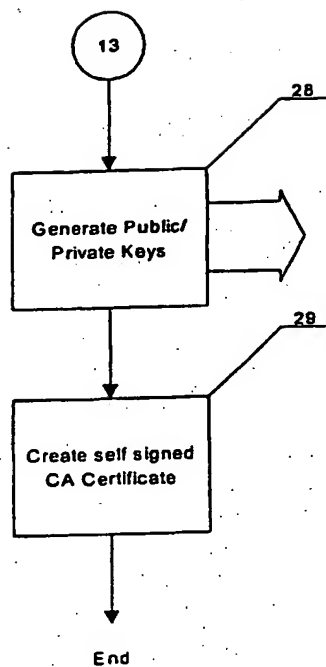 13
28
Generate Public/
Private Keys
29
Create self signed
CA Certificate
End